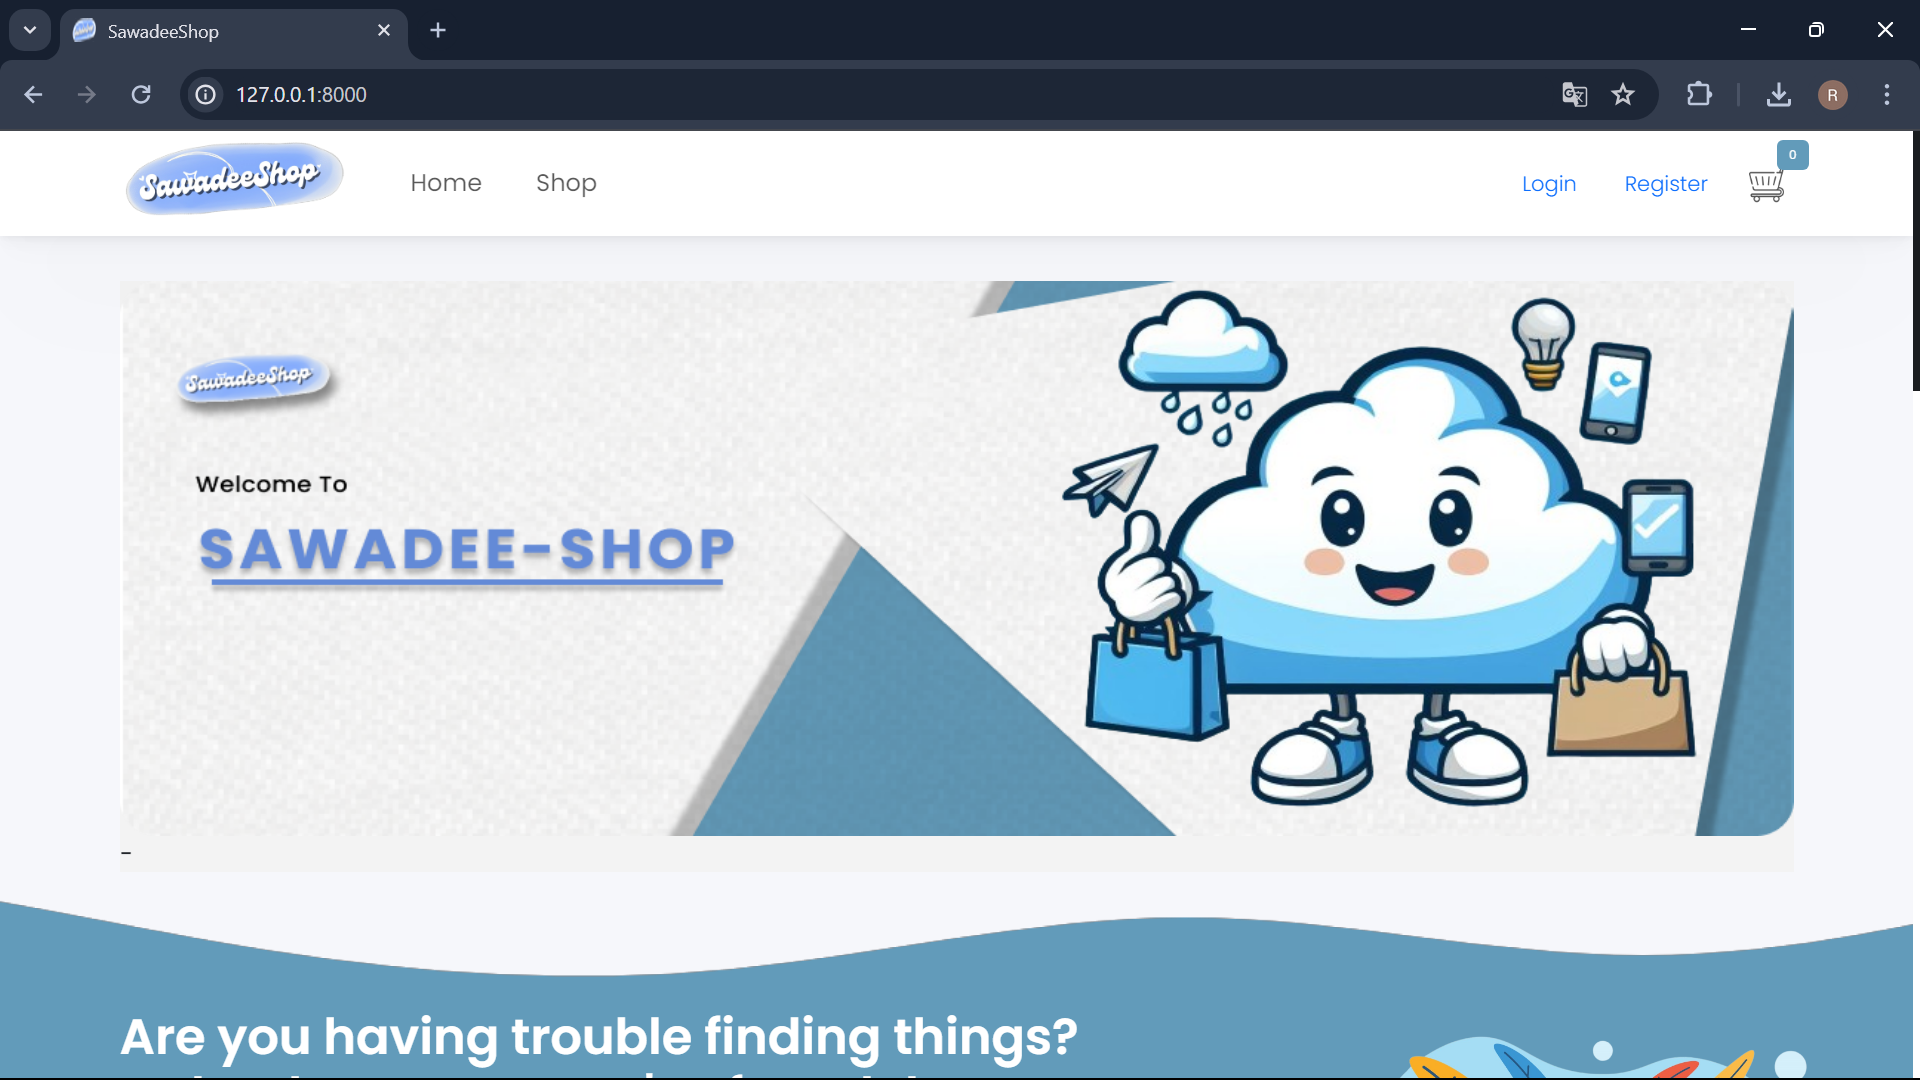 SawadeeShop
127.0.0.1:8000
R
SawadeeShop
Home
Shop
Login
Register
0
SawadeeShop
Welcome To
SAWADEE-SHOP
-
Are you having trouble finding things?